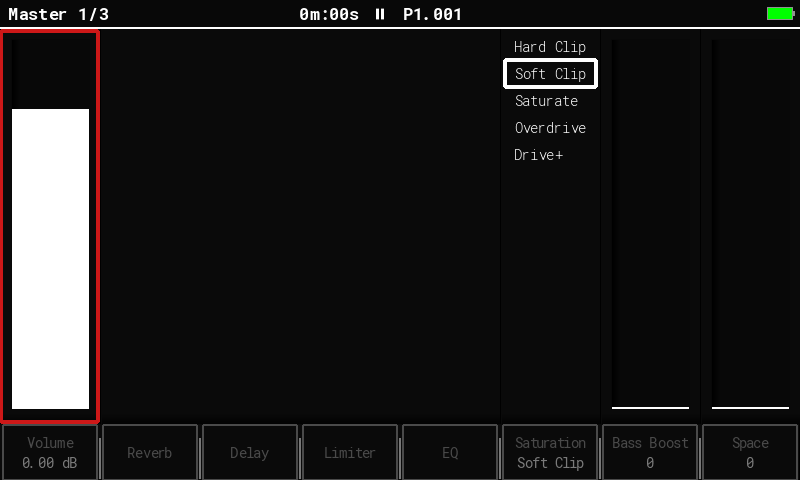 Master 1/3 0m:00s P1.001
Hard Clip
Soft Clip
Saturate
Overdrive
Drive+
Volume
0.00 dB
Reverb
Delay
Limiter
EQ
Saturation
Soft Clip
Bass Boost
0
Space
0